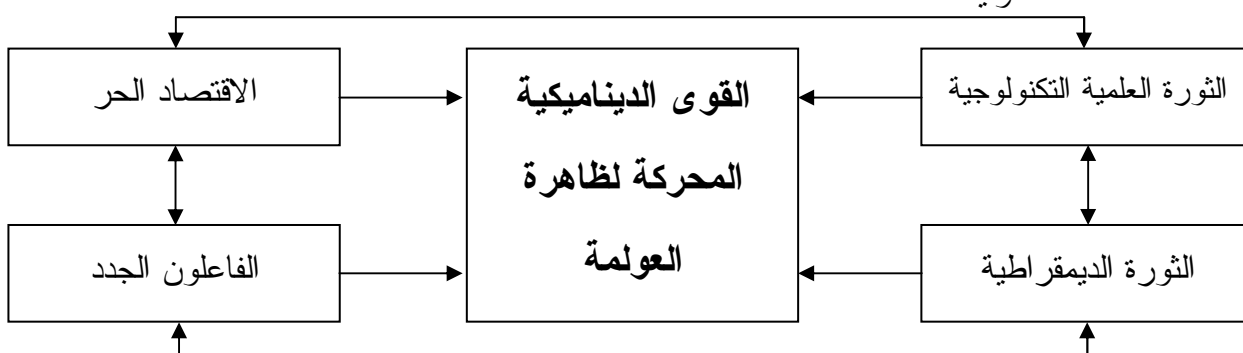 الثورة العلمية التكنولوجية
القوى الديناميكية
المحركة لظاهرة
العولمة
الاقتصاد الحر
الثورة الديمقراطية
الفاعلون الجدد